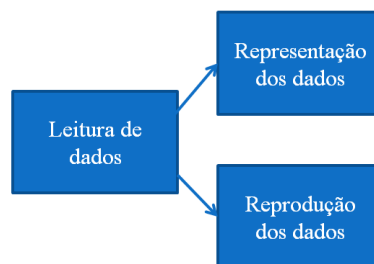 Representação
dos dados
Leitura de
dados
Reprodução
dos dados